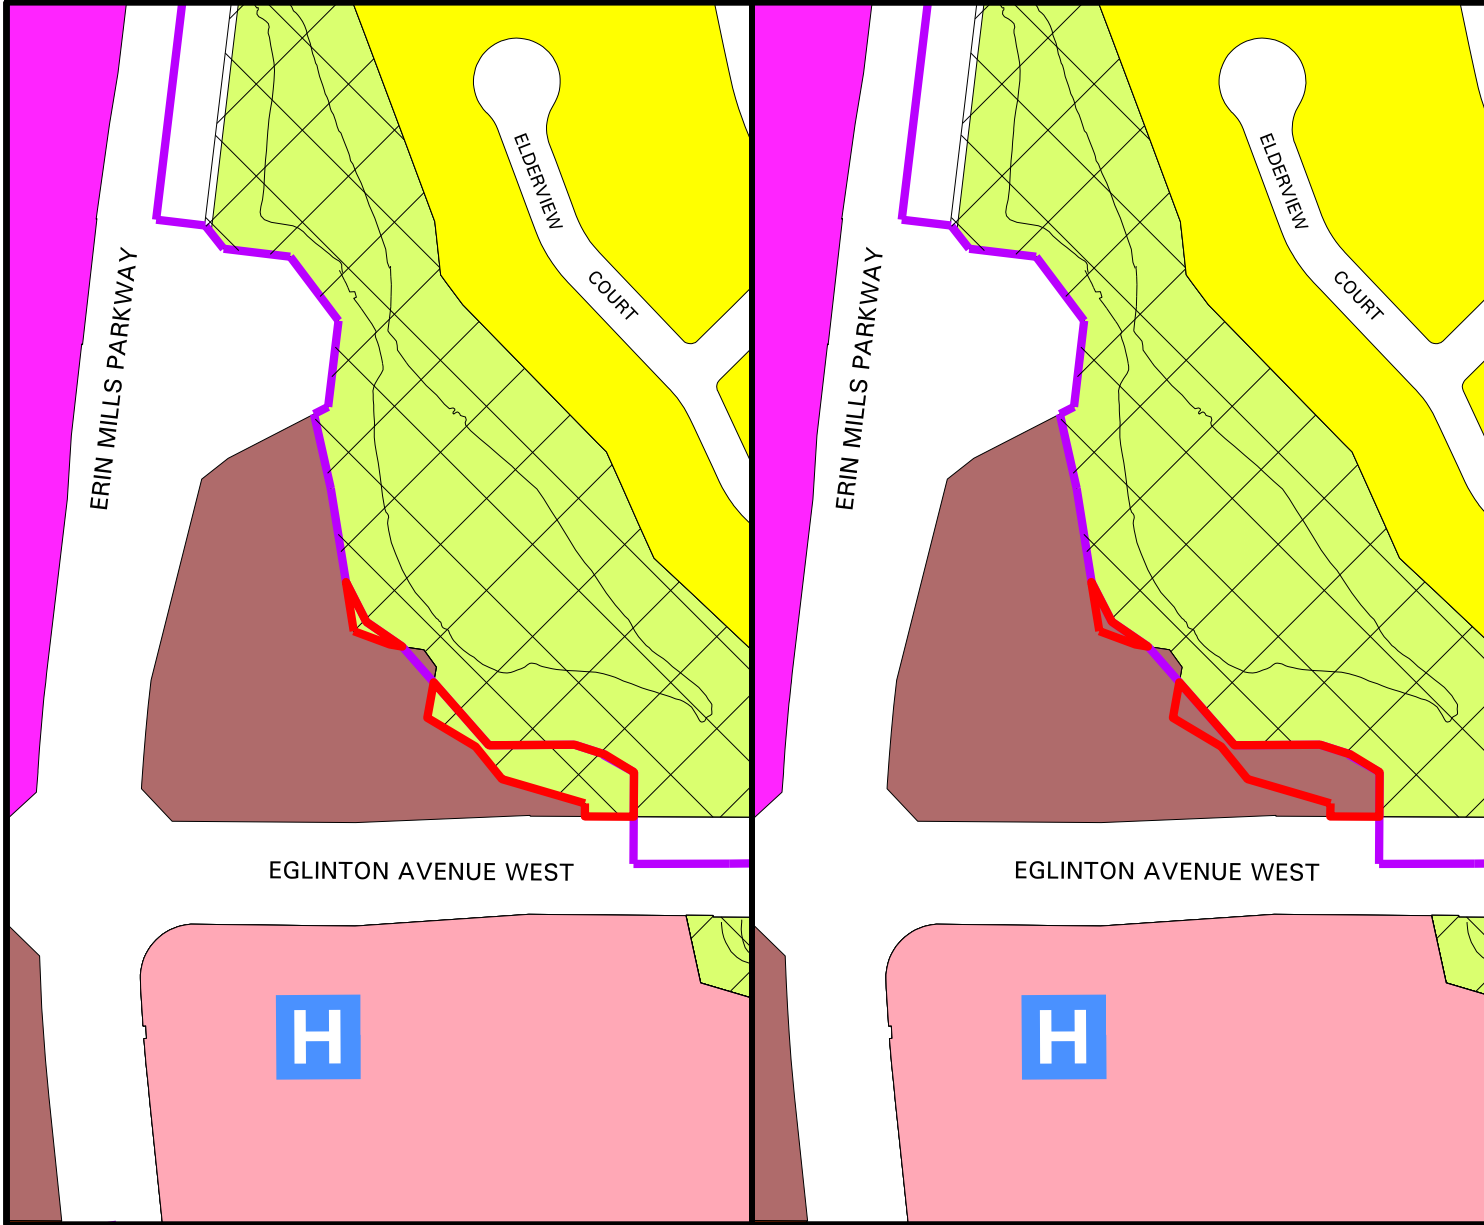 ELDERVIEW
COURT
ERIN MILLS PARKWAY
EGLINTON AVENUE WEST
H
ELDERVIEW
COURT
ERIN MILLS PARKWAY
EGLINTON AVENUE WEST
H